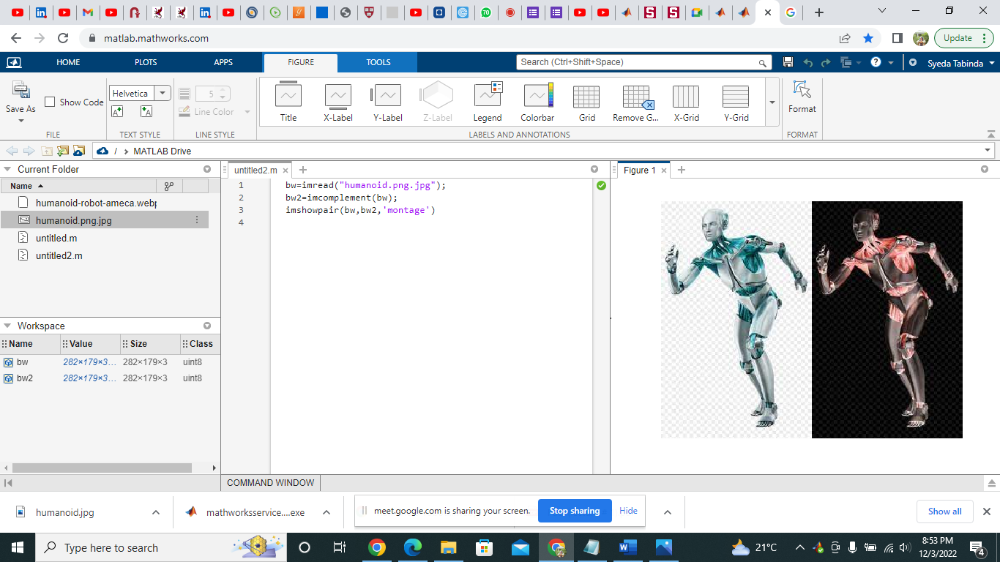 matlab.mathworks.com
Update
HOME
PLOTS
APPS
FIGURE
TOOLS
Search (Ctrl+Shift+Space)
Syeda Tabinda
Save As
Show Code
FILE
Helvetica
A
A
TEXT STYLE
5
Line Color
LINE STYLE
Title
X-Label
Y-Label
Z-Label
Legend
Colorbar
Grid
Remove G...
X-Grid
Y-Grid
LABELS AND ANNOTATIONS
Format
FORMAT
/ MATLAB Drive
Current Folder
Name
humanoid-robot-ameca.webp
humanoid.png.jpg
untitled.m
untitled2.m
Workspace
Name Value Size Class
bw 282×179×3... 282×179×3 uint8
bw2 282×179×3... 282×179×3 uint8
untitled2.m
1 bw=imread("humanoid.png.jpg");
2 bw2=imcomplement(bw);
3 imshowpair(bw,bw2,'montage')
4
Figure 1
COMMAND WINDOW
humanoid.jpg
mathworksservice....exe
meet.google.com is sharing your screen.
Stop sharing
Hide
Show all
Type here to search
21°C
8:53 PM
12/3/2022
4